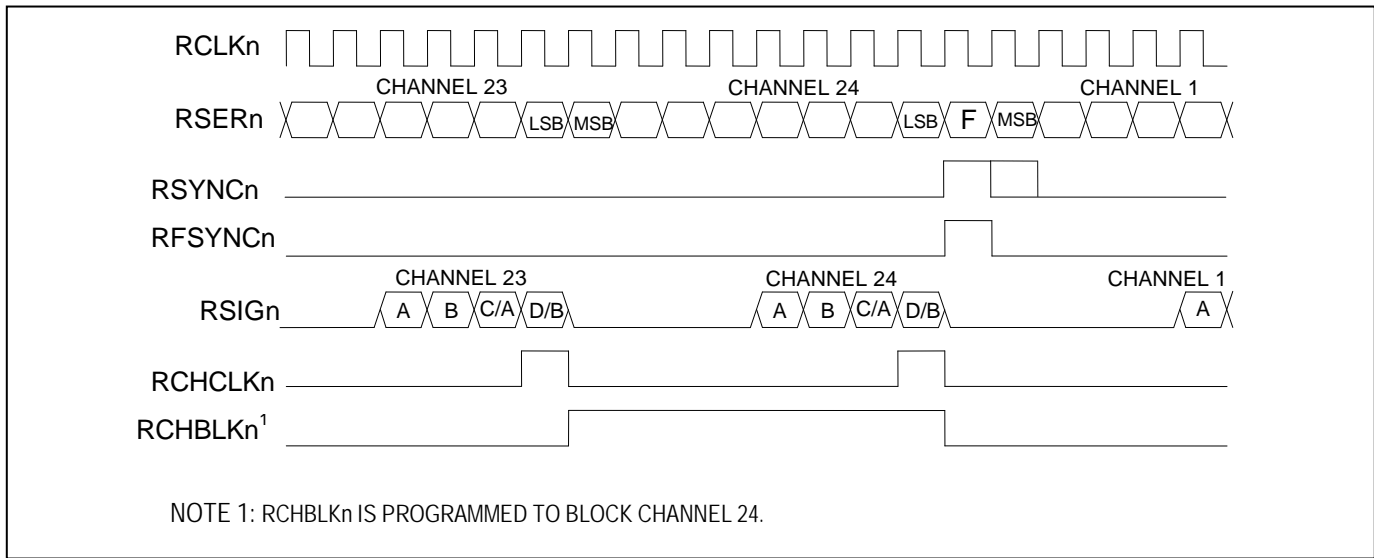 RCLKn
CHANNEL 23 CHANNEL 24 CHANNEL 1
RSERn LSB MSB LSB F MSB
RSYNCn
RFSYNCn
CHANNEL 23 CHANNEL 24 CHANNEL 1
RSIGn A B C/A D/B A B C/A D/B A
RCHCLKn
RCHBLKn¹
NOTE 1: RCHBLKn IS PROGRAMMED TO BLOCK CHANNEL 24.